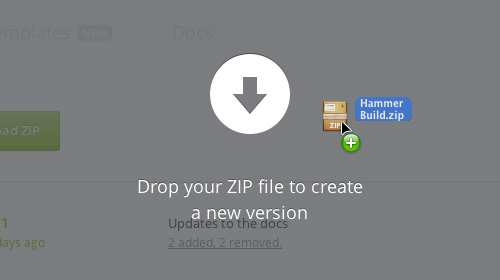 emplates NEW Docs
Hammer
Build.zip
ad ZIP
ZIP
Drop your ZIP file to create
a new version
1
Updates to the docs
days ago
2 added, 2 removed.